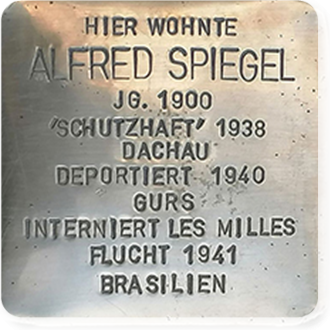 HIER WOHNTE
ALFRED SPIEGEL
JG. 1900
"SCHUTZHAFT" 1938
DACHAU
DEPORTIERT 1940
GURS
INTERNIERT LES MILLES
FLUCHT 1941
BRASILIEN